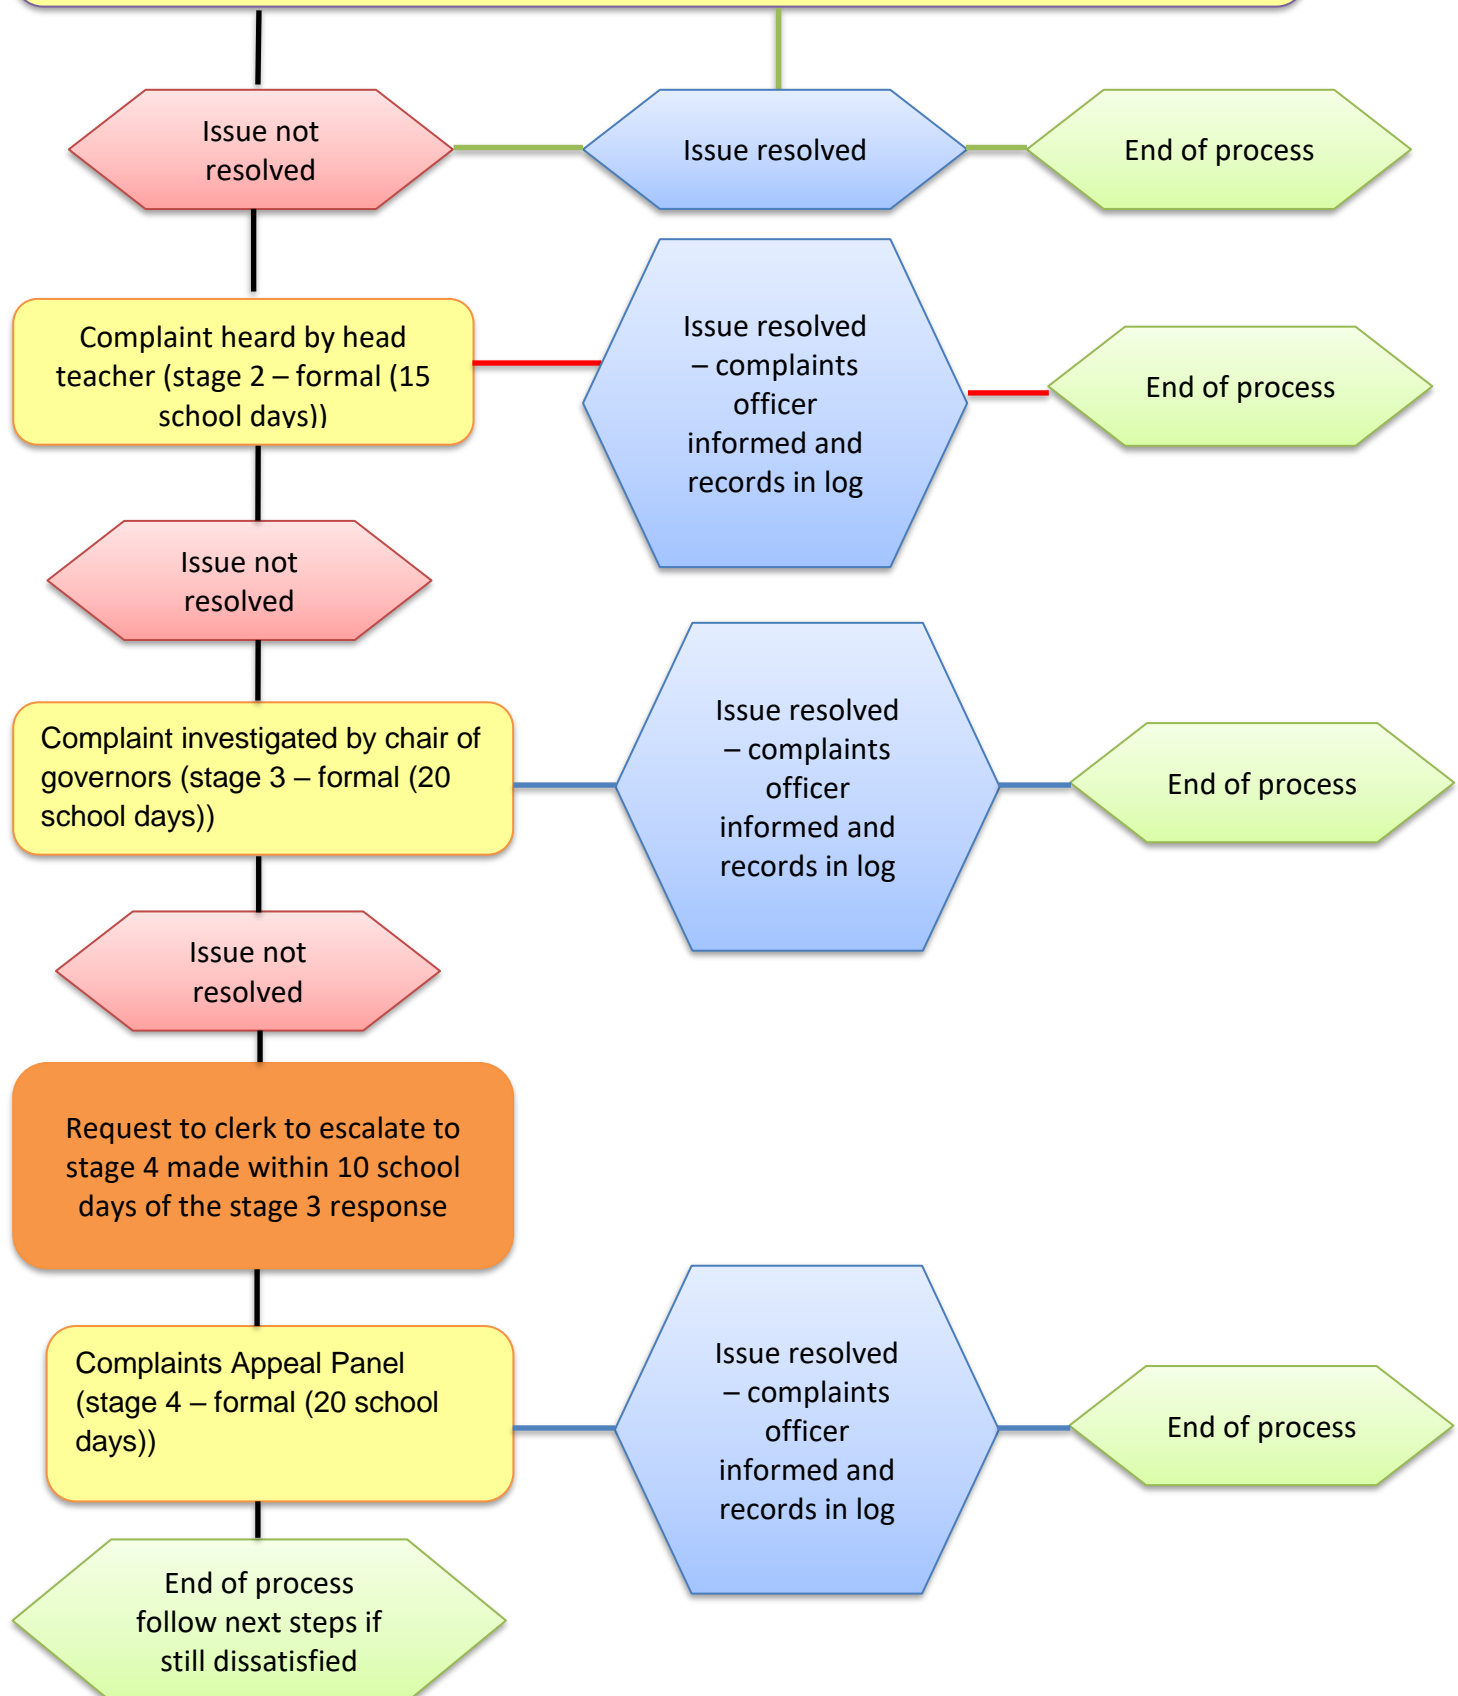 Issue not
resolved
Issue resolved
End of process
Complaint heard by head
teacher (stage 2 – formal (15
school days))
Issue resolved
– complaints
officer
informed and
records in log
End of process
Issue not
resolved
Complaint investigated by chair of
governors (stage 3 – formal (20
school days))
Issue resolved
– complaints
officer
informed and
records in log
End of process
Issue not
resolved
Request to clerk to escalate to
stage 4 made within 10 school
days of the stage 3 response
Complaints Appeal Panel
(stage 4 – formal (20 school
days))
Issue resolved
– complaints
officer
informed and
records in log
End of process
End of process
follow next steps if
still dissatisfied